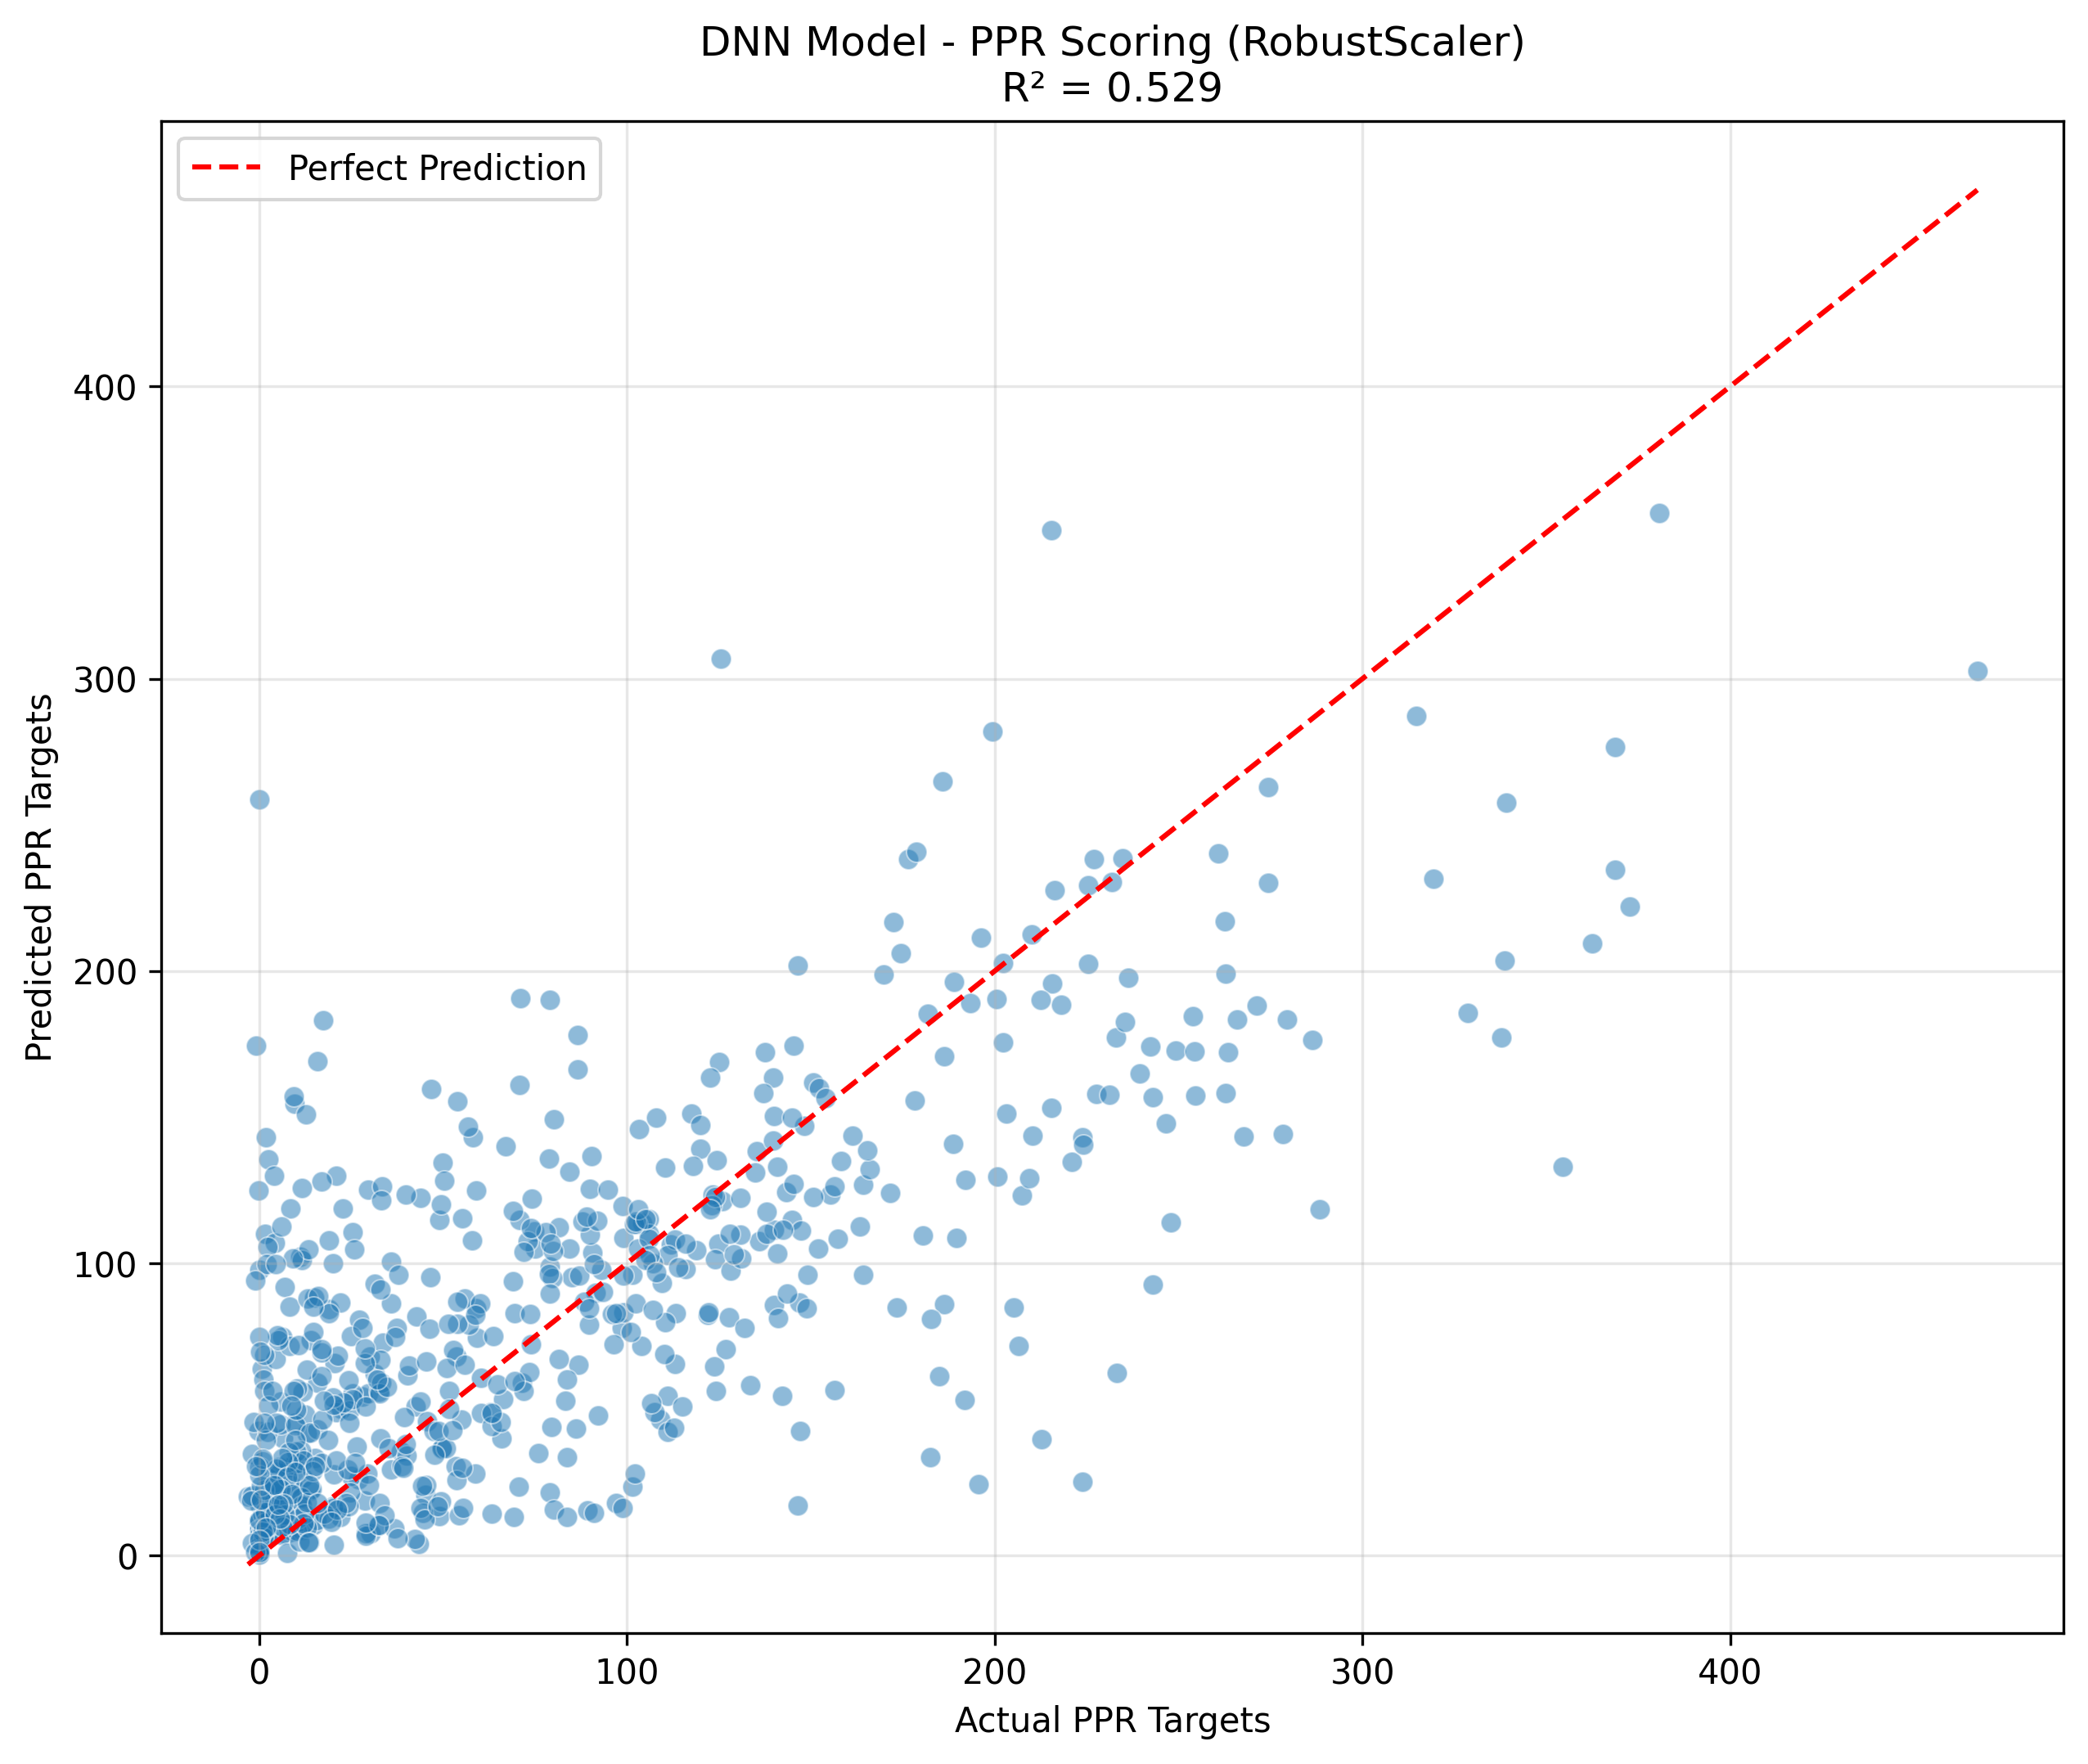 DNN Model - PPR Scoring (RobustScaler)
R² = 0.529
Perfect Prediction
Predicted PPR Targets
400
300
200
100
0
0 100 200 300 400
Actual PPR Targets